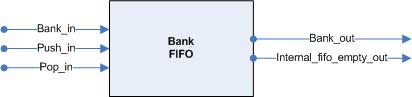 Bank_in
Push_in
Pop_in
Bank
FIFO
Bank_out
Internal_fifo_empty_out